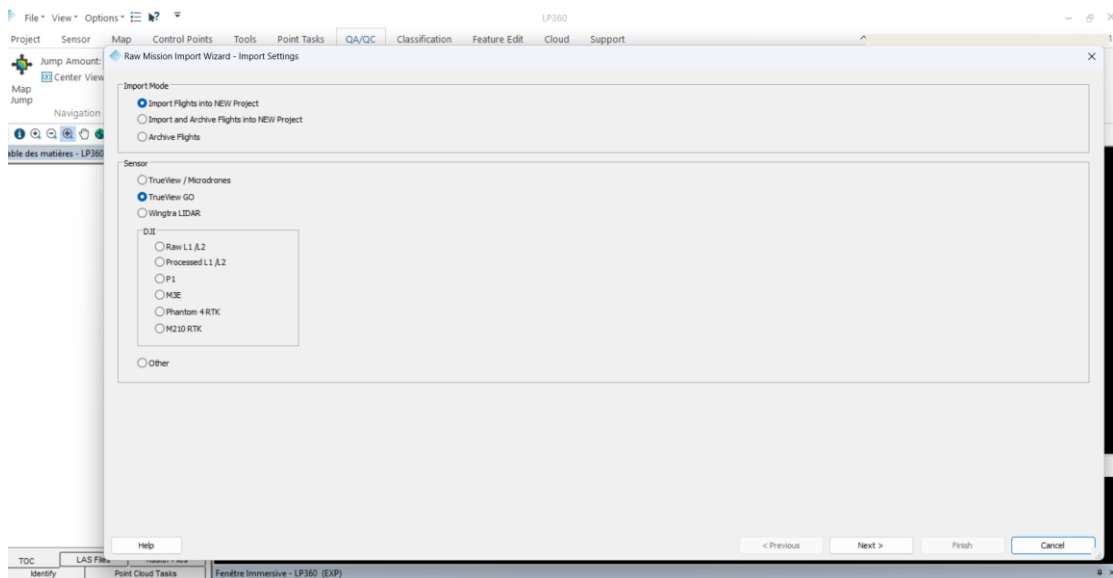 File View Options
LP360
Project Sensor Map Control Points Tools Point Tasks QA/QC Classification Feature Edit Cloud Support
Jump Amount:
Center View
Map
Jump
Navigation
Raw Mission Import Wizard - Import Settings
Import Mode
Import Flights into NEW Project
Import and Archive Flights into NEW Project
Archive Flights
able des matières - LP360
Sensor
TrueView / Microdrones
TrueView GO
Wingtra LIDAR
DJI
Raw L1 /L2
Processed L1 /L2
P1
M3E
Phantom 4 RTK
M210 RTK
Other
Help
< Previous
Next >
Finish
Cancel
TOC LAS Files
Identify Point Cloud Tasks Fenêtre Immersive - LP360 (EXP)